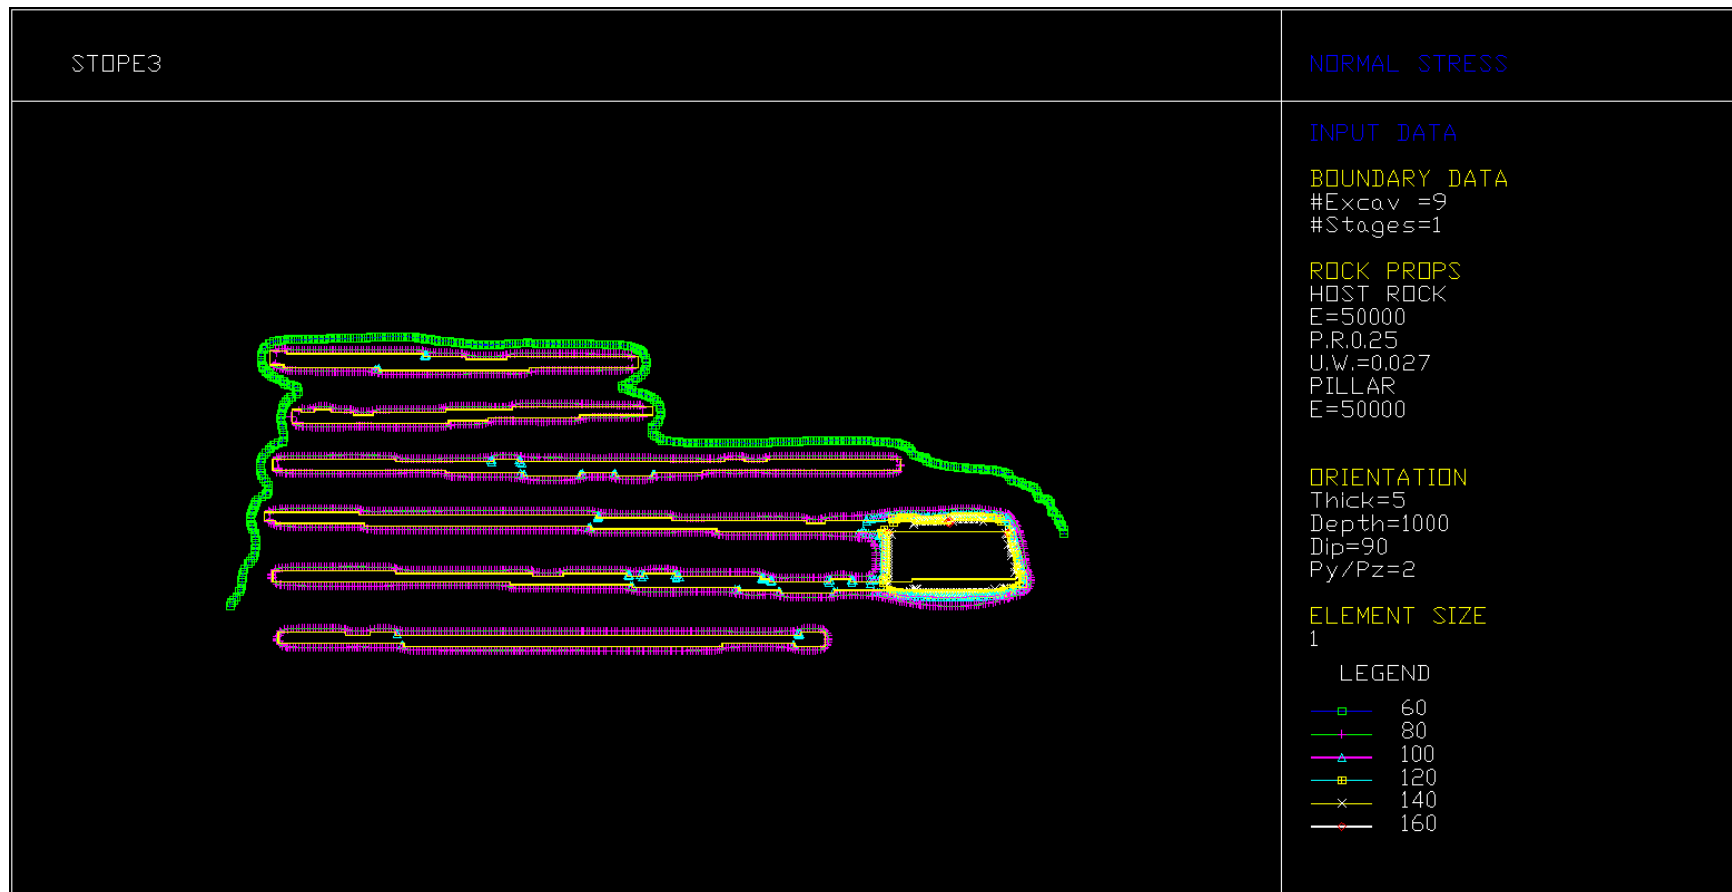 STOPE3
NORMAL STRESS
INPUT DATA
BOUNDARY DATA
#Excav =9
#Stages=1
ROCK PROPS
HOST ROCK
E=50000
P.R.0.25
U.W.=0.027
PILLAR
E=50000
ORIENTATION
Thick=5
Depth=1000
Dip=90
Py/Pz=2
ELEMENT SIZE
1
LEGEND
60
80
100
120
140
160